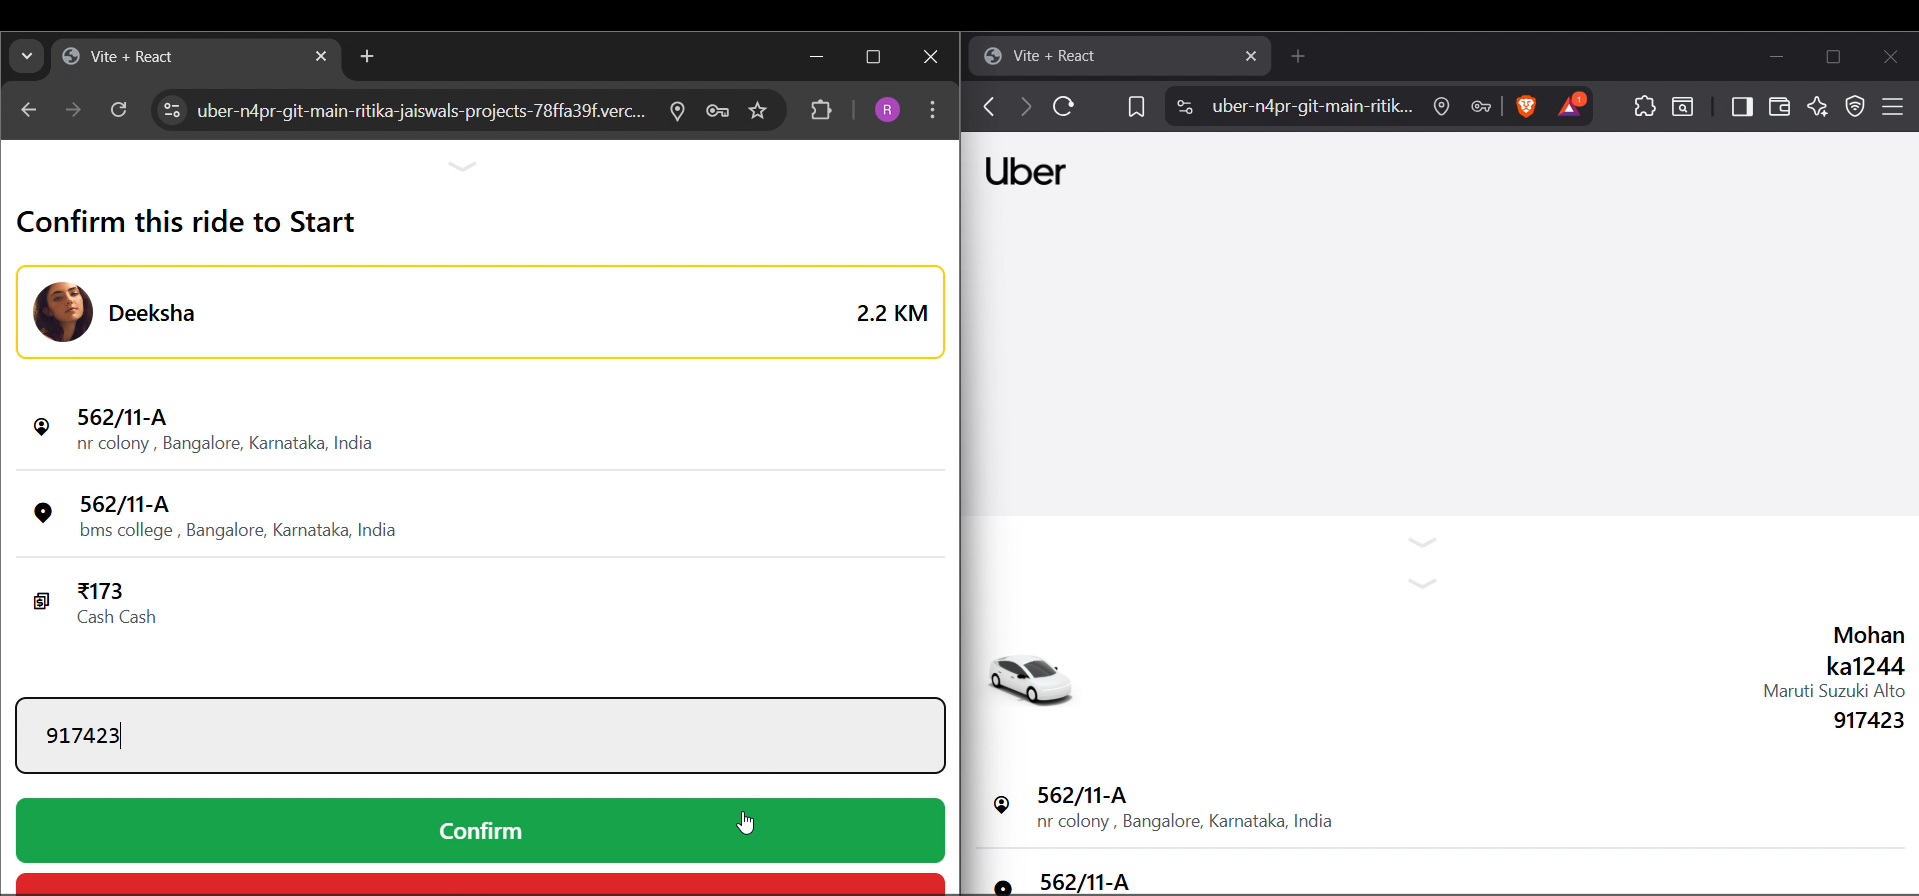 Vite + React
uber-n4pr-git-main-ritika-jaiswals-projects-78ffa39f.verc...
R
Confirm this ride to Start
Deeksha
2.2 KM
562/11-A
nr colony , Bangalore, Karnataka, India
562/11-A
bms college , Bangalore, Karnataka, India
₹173
Cash Cash
917423
Confirm
Vite + React
uber-n4pr-git-main-ritik...
1
Uber
Mohan
ka1244
Maruti Suzuki Alto
917423
562/11-A
nr colony , Bangalore, Karnataka, India
562/11-A